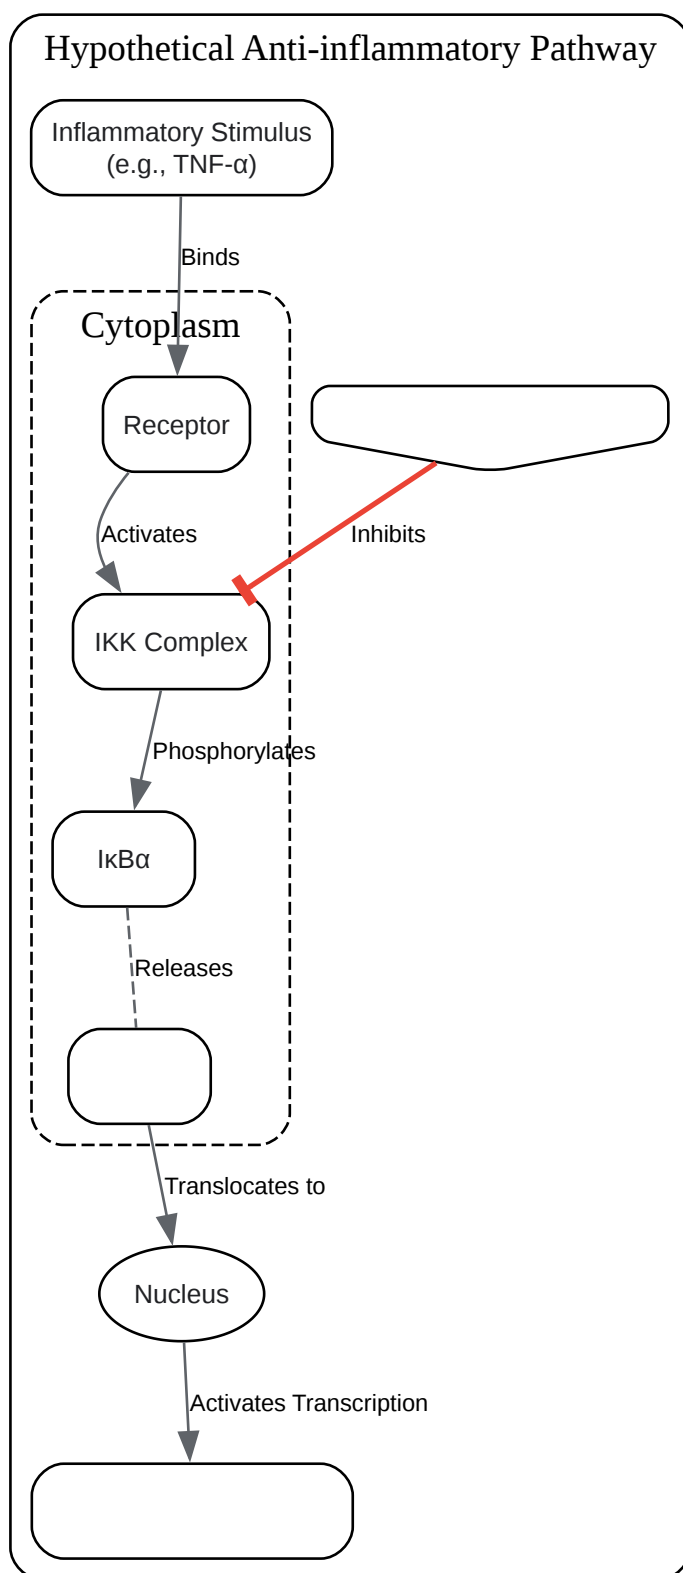 Hypothetical Anti-inflammatory Pathway
Inflammatory Stimulus
(e.g., TNF-α)
Binds
Cytoplasm
Receptor
Activates
Inhibits
IKK Complex
Phosphorylates
IκBα
Releases
Translocates to
Nucleus
Activates Transcription